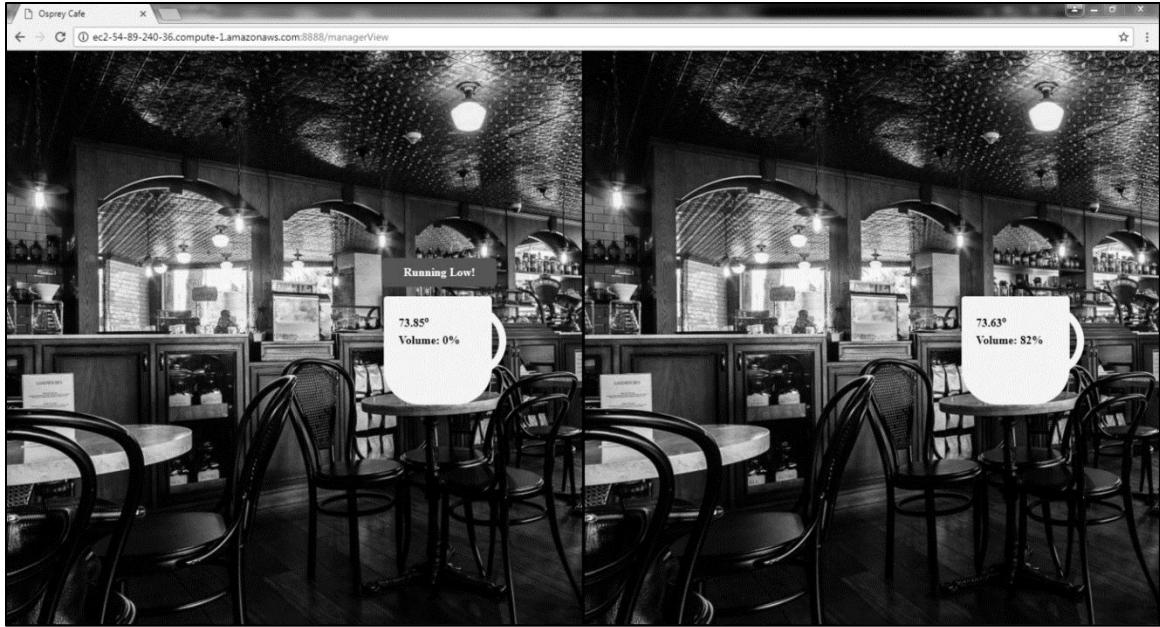 Osprey Cafe
ec2-54-89-240-36.compute-1.amazonaws.com:8888/managerView
Running Low!
73.85°
Volume: 0%
73.63°
Volume: 82%